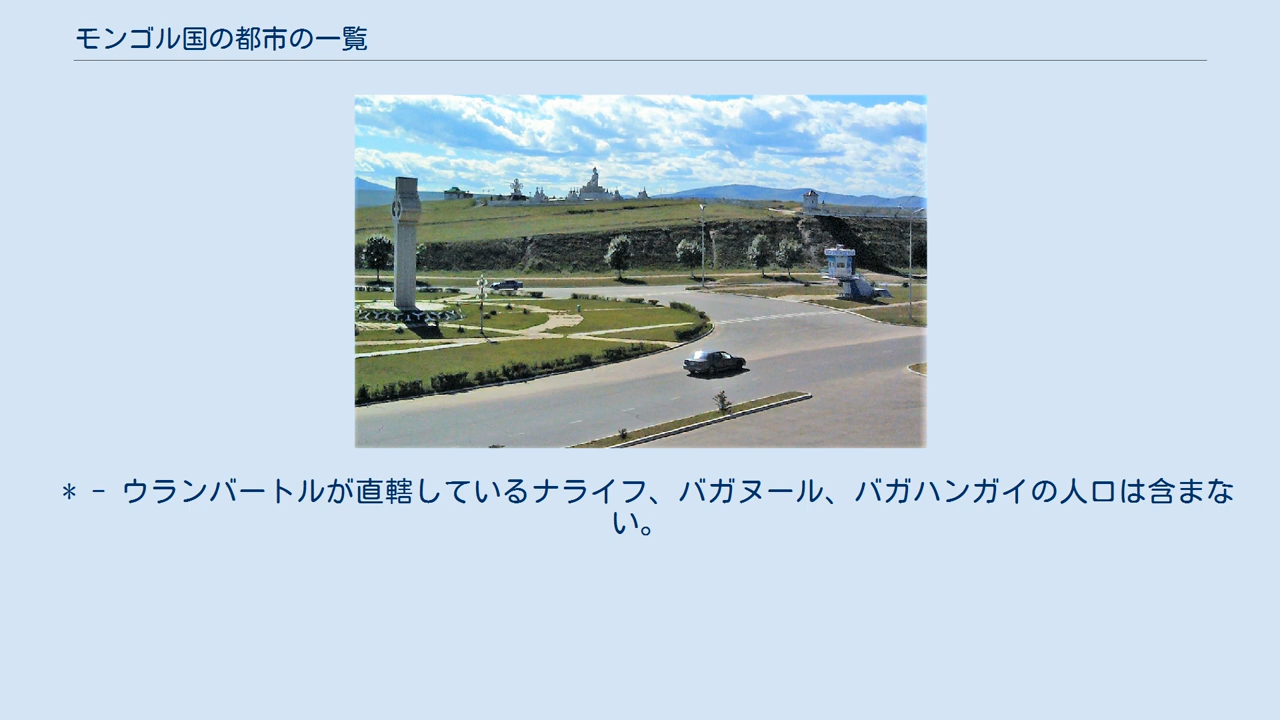 モンゴル国の都市の一覧
* - ウランバートルが直轄しているナライフ、バガヌール、バガハンガイの人口は含まな
い。